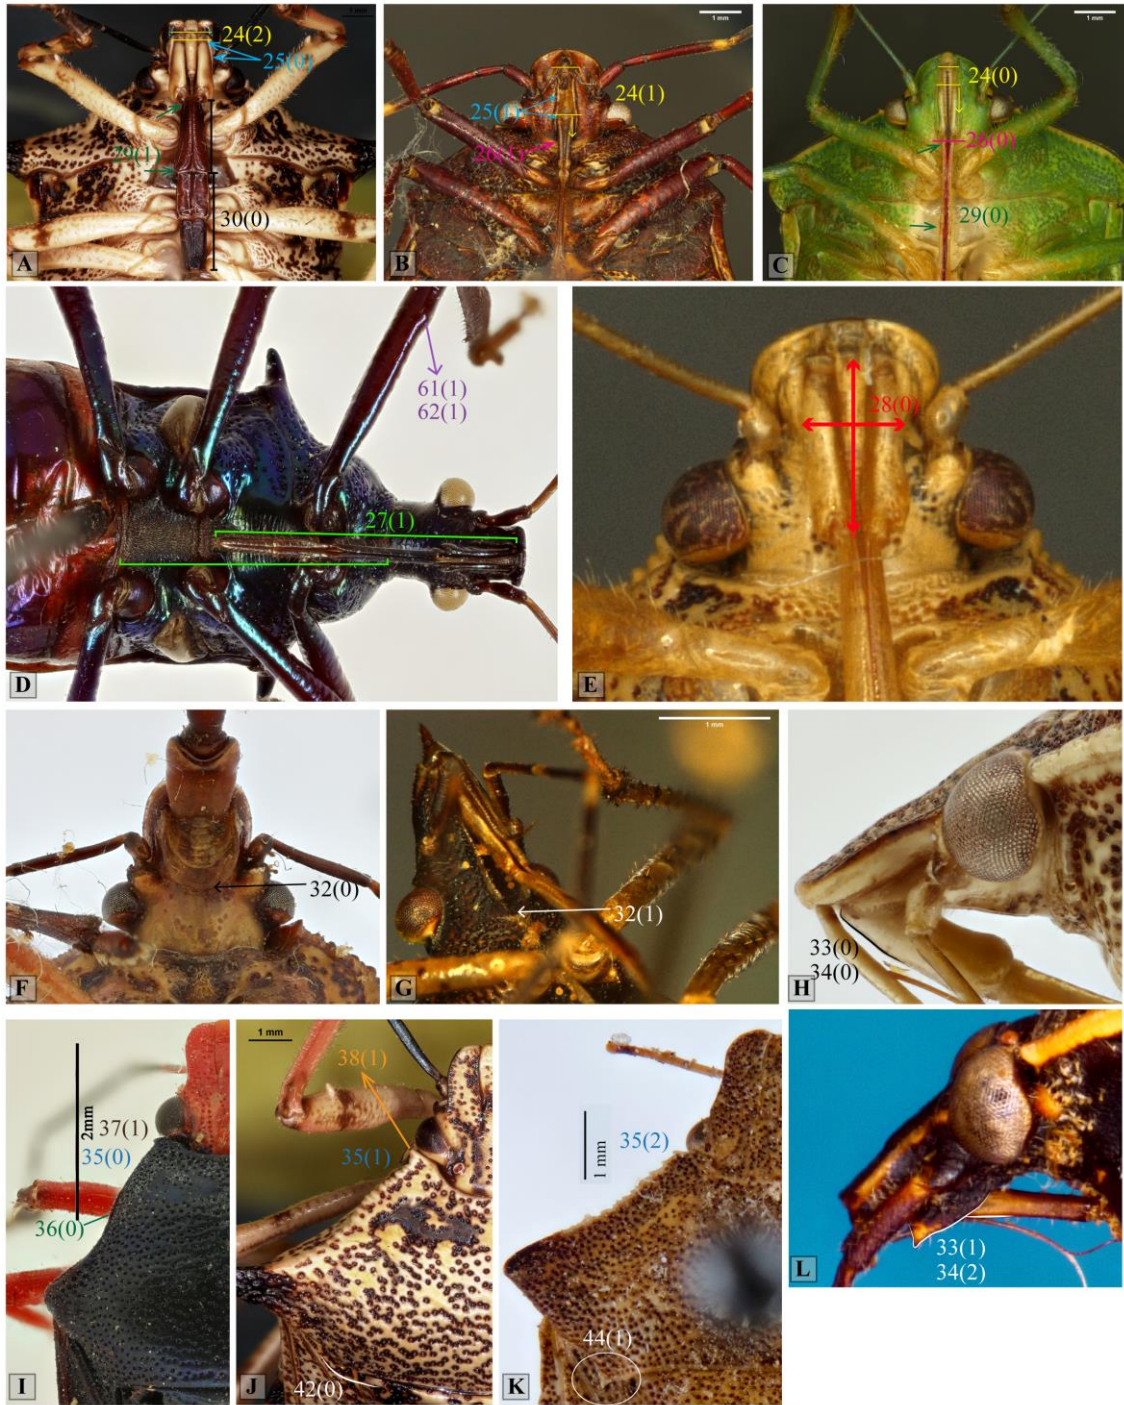 1 mm
24(2)
25(0)
29(1)
30(0)
A
1 mm
24(1)
25(1)
26(1)
B
1 mm
24(0)
26(0)
29(0)
C
61(1)
62(1)
27(1)
D
28(0)
E
32(0)
F
1 mm
32(1)
G
33(0)
34(0)
H
2mm
37(1)
35(0)
36(0)
I
1 mm
38(1)
35(1)
42(0)
J
35(2)
1 mm
44(1)
K
33(1)
34(2)
L